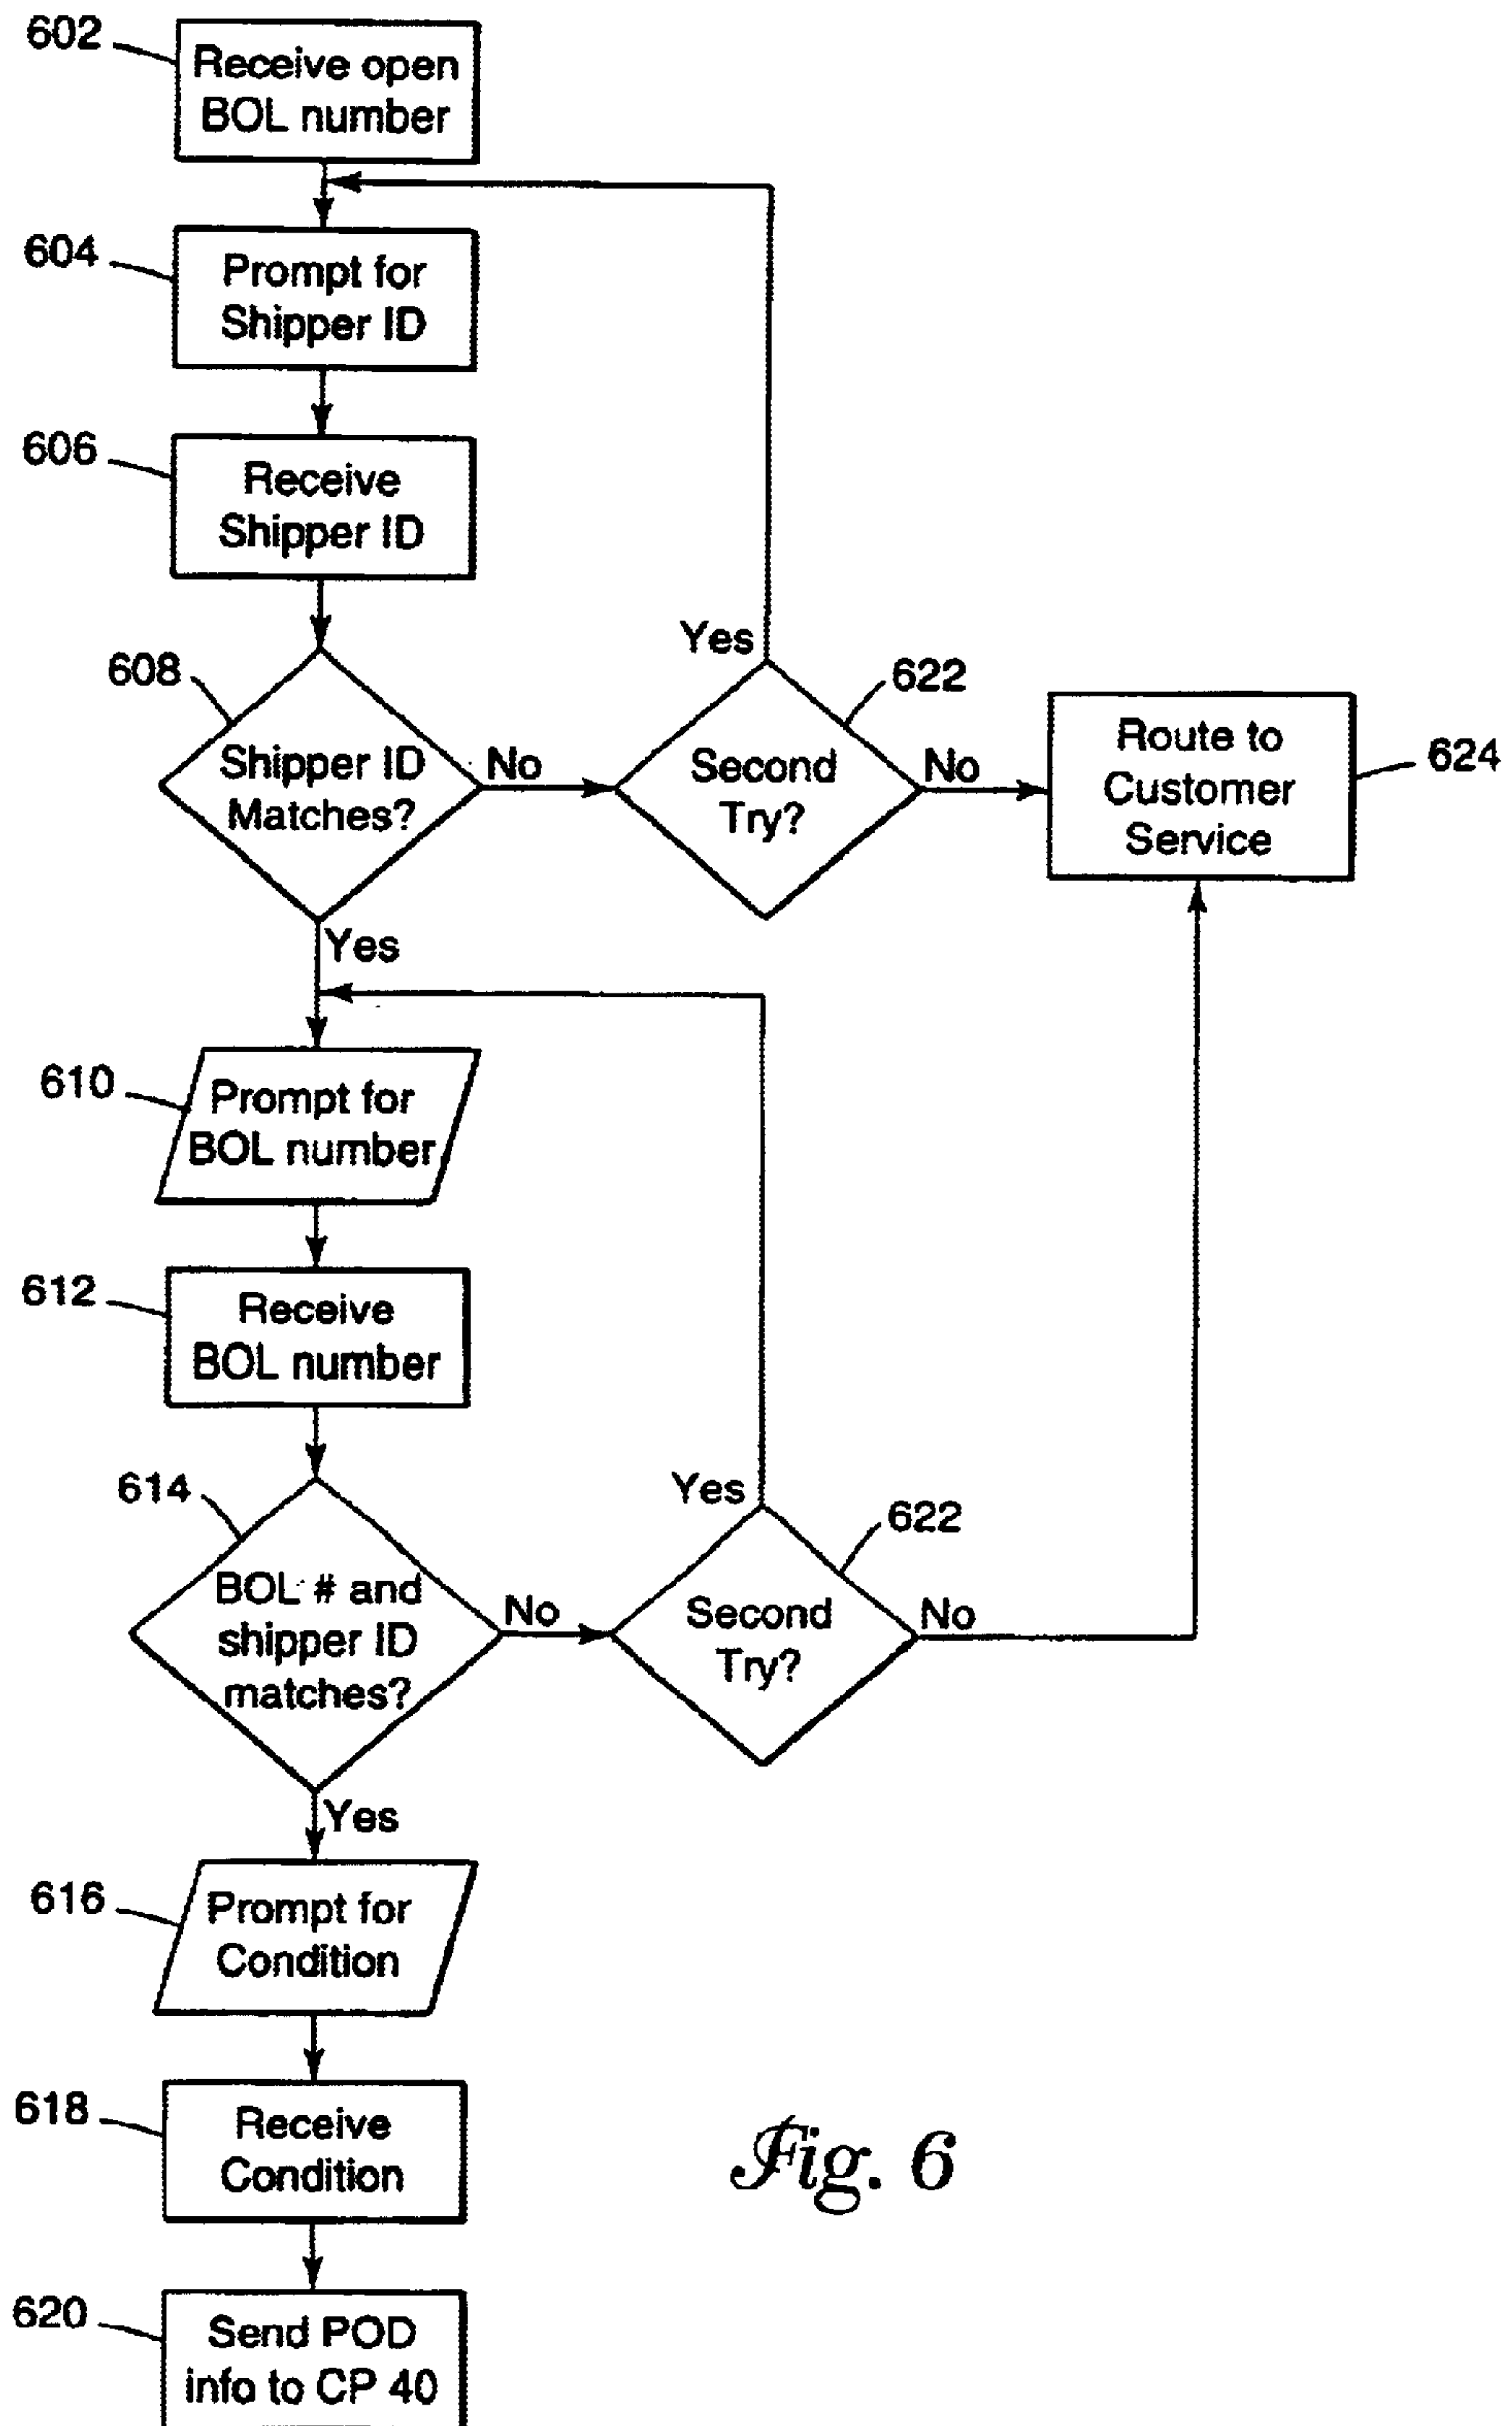 602
Receive open
BOL number
604
Prompt for
Shipper ID
606
Receive
Shipper ID
608
Shipper ID
Matches?
No
Yes
622
Second
Try?
No
Route to
Customer
Service
624
Yes
610
Prompt for
BOL number
612
Receive
BOL number
614
BOL # and
shipper ID
matches?
No
Yes
622
Second
Try?
No
Yes
616
Prompt for
Condition
618
Receive
Condition
620
Send POD
info to CP 40
Fig. 6